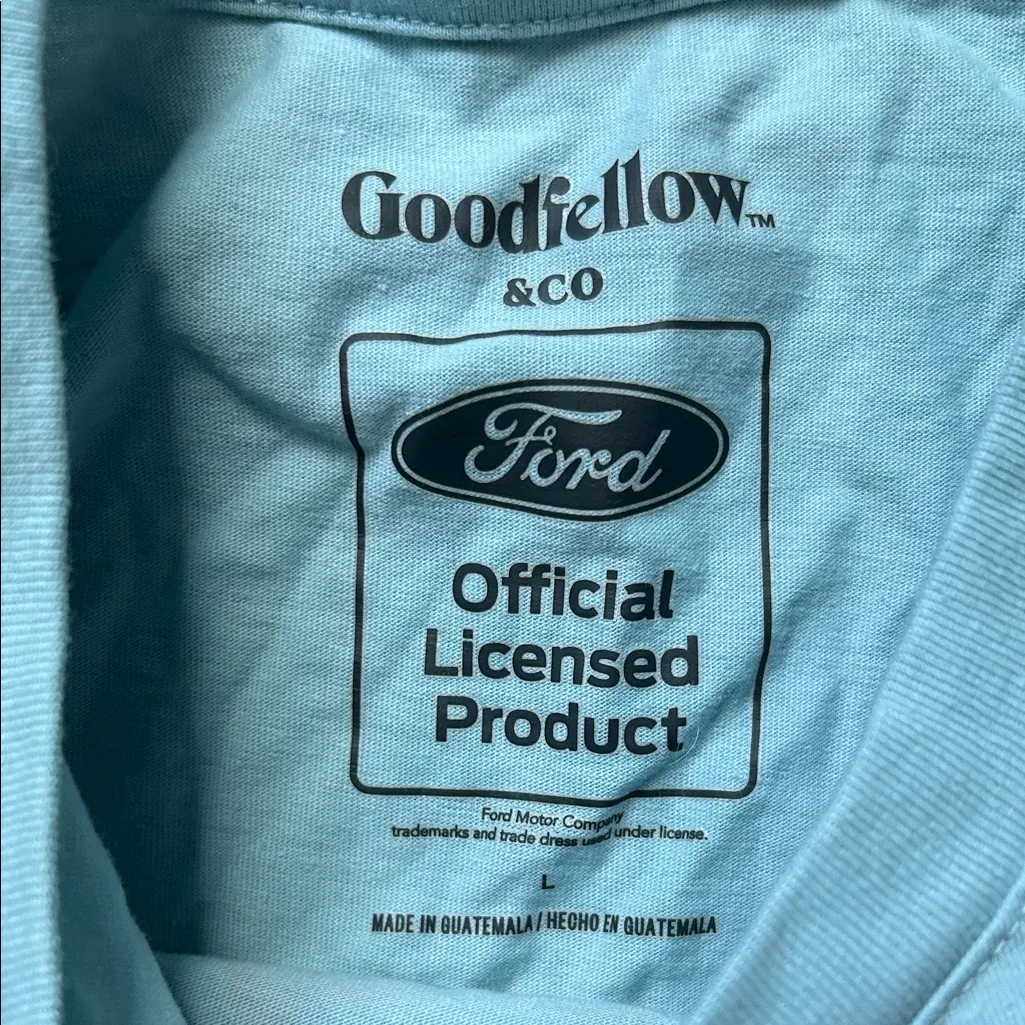 Goodfellow™
&CO
Ford
Official
Licensed
Product
Ford Motor Company
trademarks and trade dress used under license.
L
MADE IN GUATEMALA / HECHO EN GUATEMALA